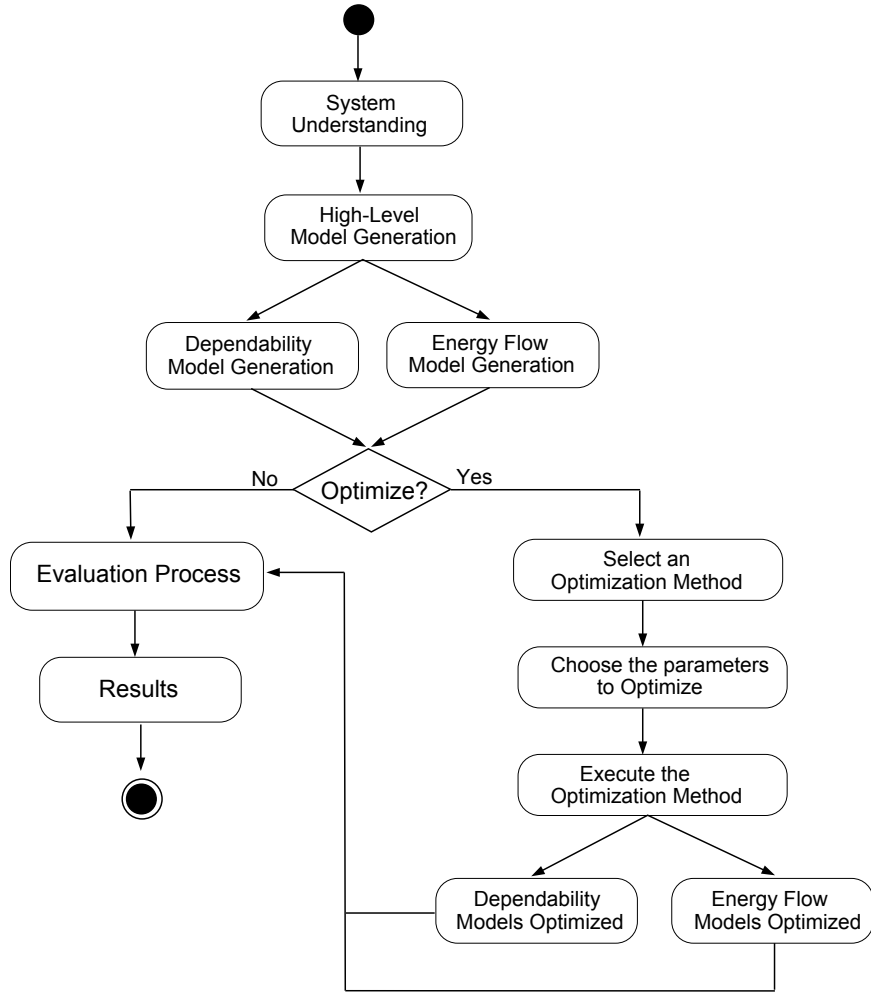 System
Understanding
High-Level
Model Generation
Dependability
Model Generation
Energy Flow
Model Generation
No
Optimize?
Yes
Evaluation Process
Results
Select an
Optimization Method
Choose the parameters
to Optimize
Execute the
Optimization Method
Dependability
Models Optimized
Energy Flow
Models Optimized